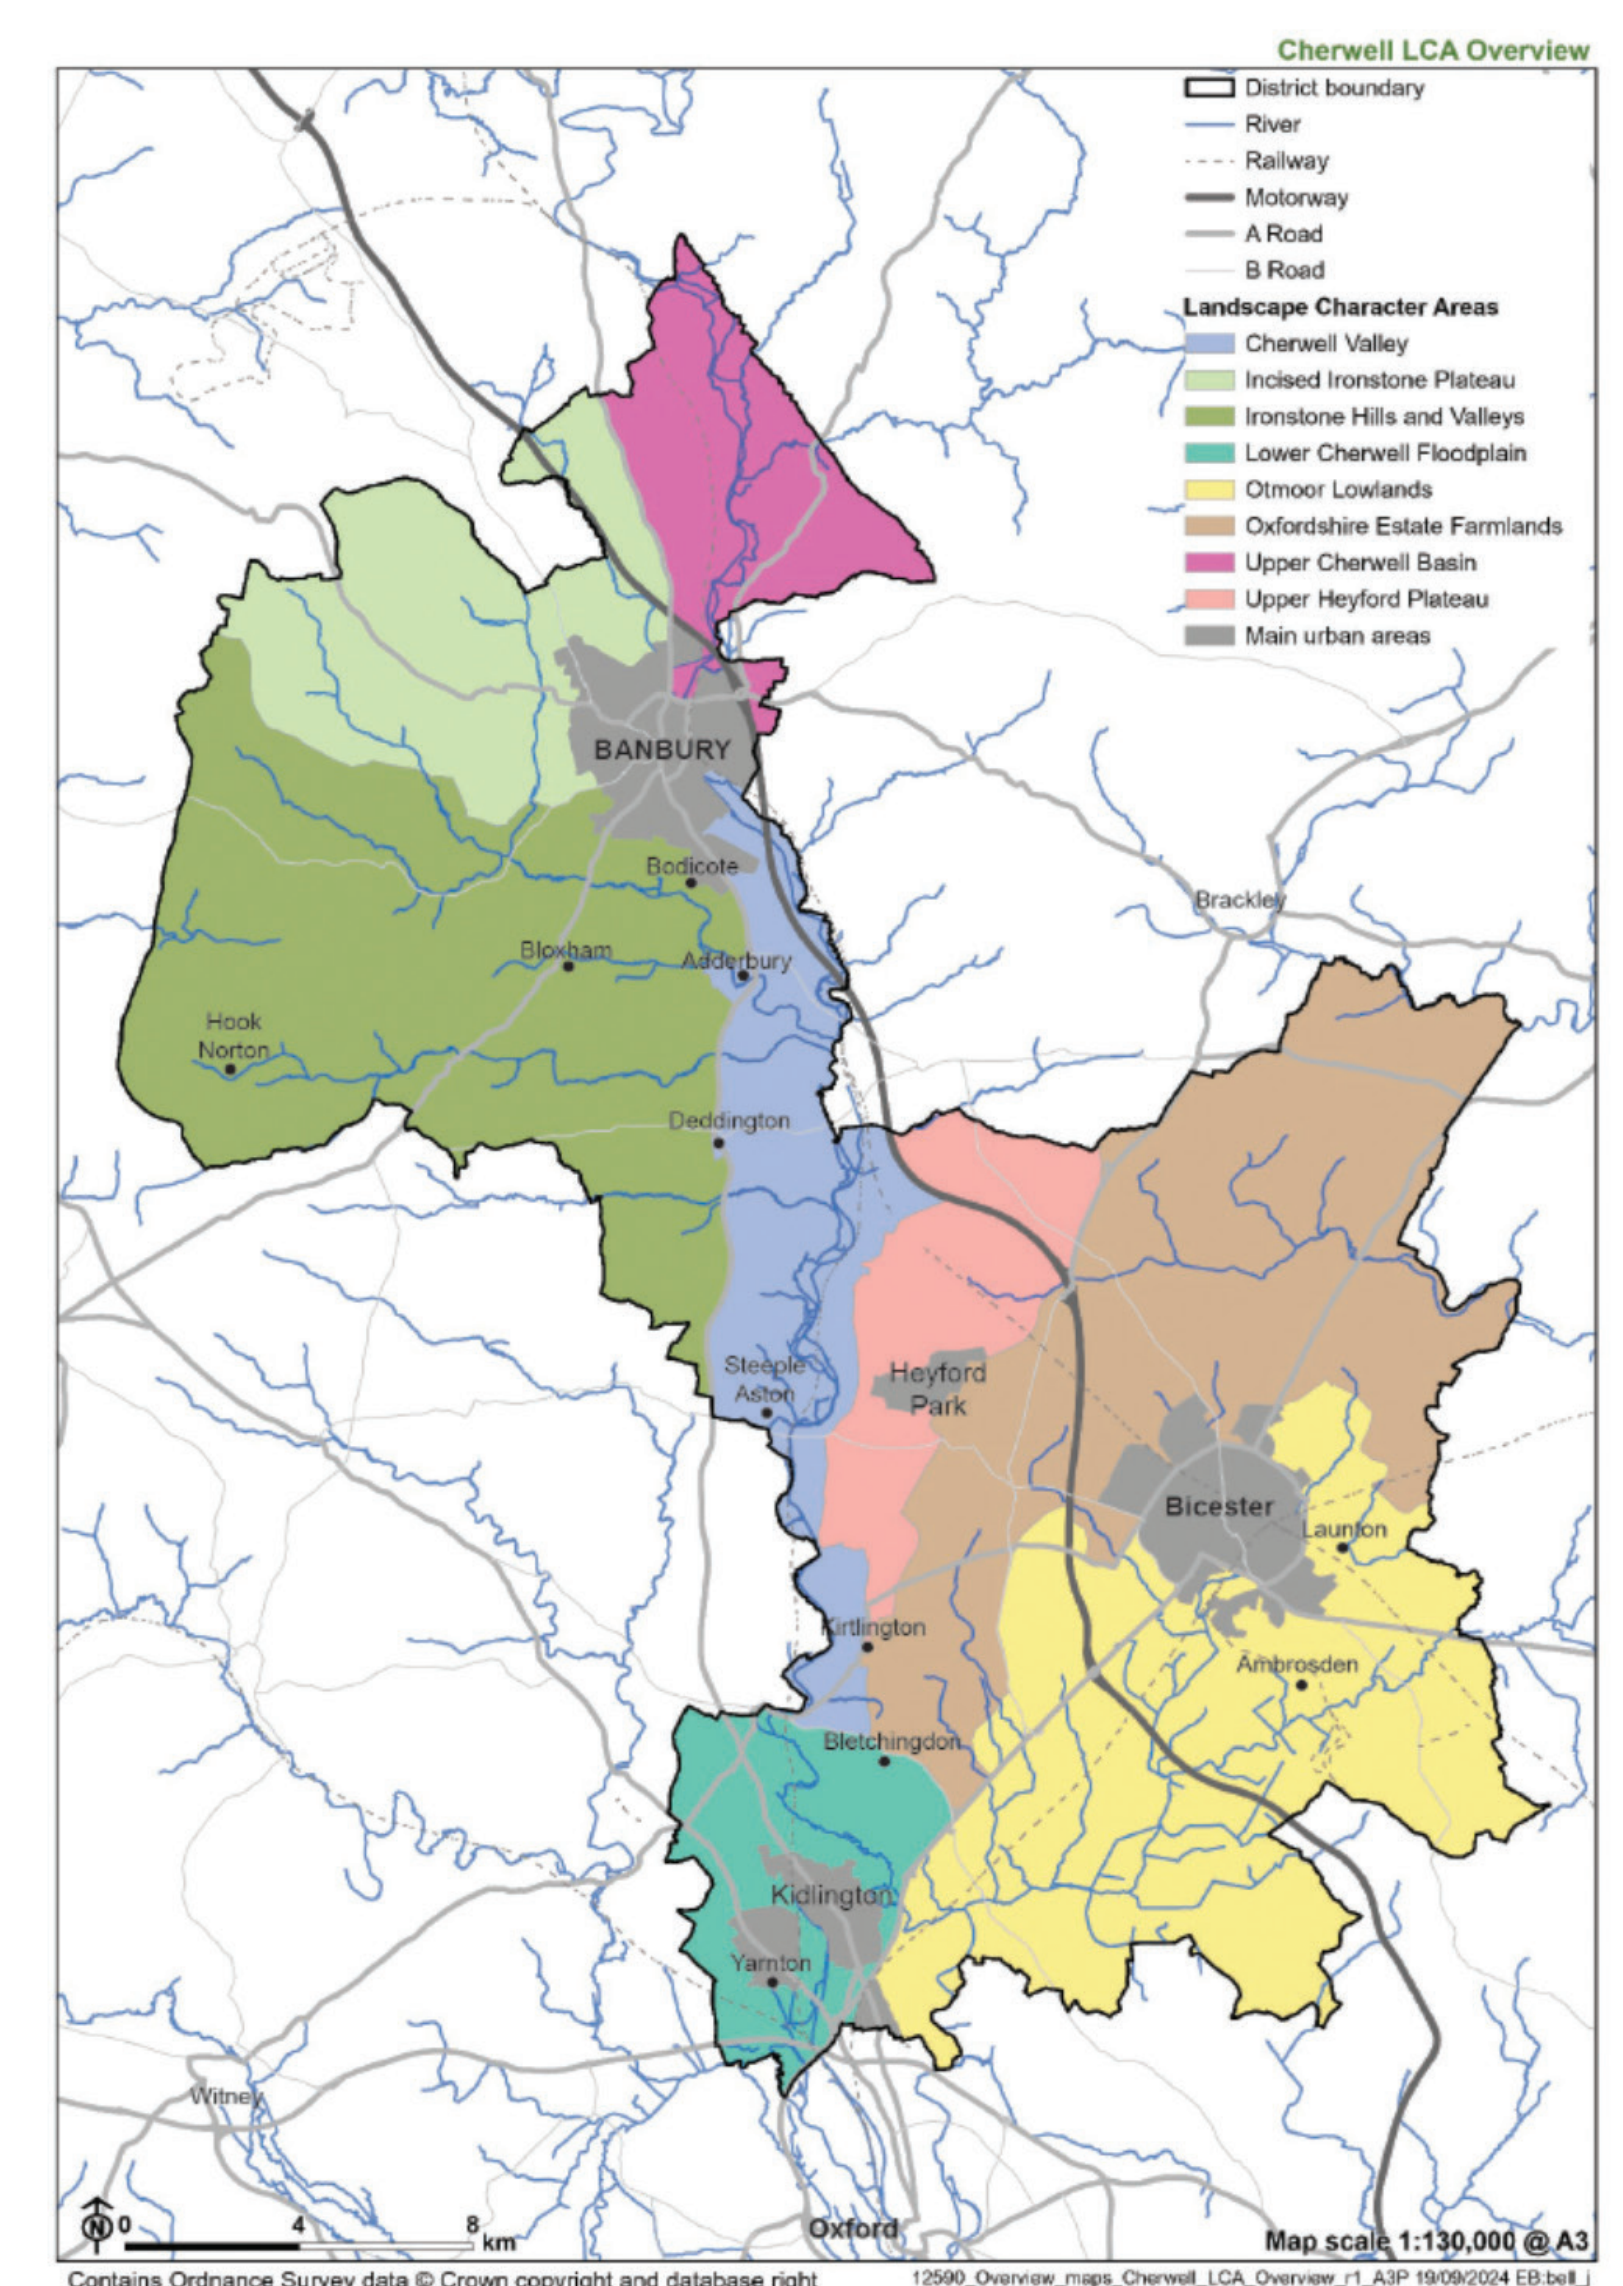 Cherwell LCA Overview
District boundary
River
Railway
Motorway
A Road
B Road
Landscape Character Areas
Cherwell Valley
Incised Ironstone Plateau
Ironstone Hills and Valleys
Lower Cherwell Floodplain
Otmoor Lowlands
Oxfordshire Estate Farmlands
Upper Cherwell Basin
Upper Heyford Plateau
Main urban areas
BANBURY
Bodicote
Brackley
Bloxham
Adderbury
Hook
Norton
Deddington
Steeple
Aston
Heyford
Park
Bicester
Launton
Kirtlington
Ambrosden
Bletchingdon
Kidlington
Yarnton
Witney
Oxford
N
0 4 8
km
Map scale 1:130,000 @ A3
Contains Ordnance Survey data © Crown copyright and database right
12590_Overview_maps_Cherwell_LCA_Overview_r1_A3P 19/09/2024 EB:bell_j